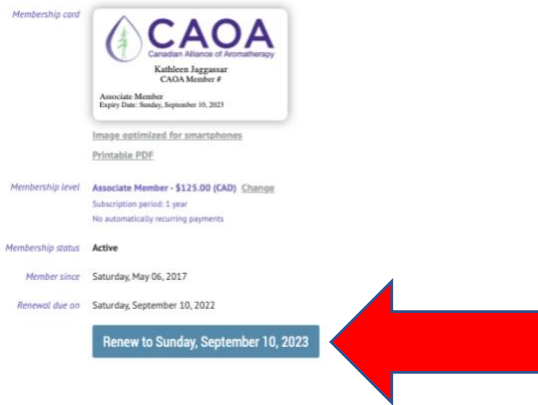 Membership card
CAOA
Canadian Alliance of Aromatherapy
Kathleen Jaggassar
CAOA Member #
Associate Member
Expiry Date: Sunday, September 10, 2023
Image optimized for smartphones
Printable PDF
Membership level Associate Member - $125.00 (CAD) Change
Subscription period: 1 year
No automatically recurring payments
Membership status Active
Member since Saturday, May 06, 2017
Renewal due on Saturday, September 10, 2022
Renew to Sunday, September 10, 2023